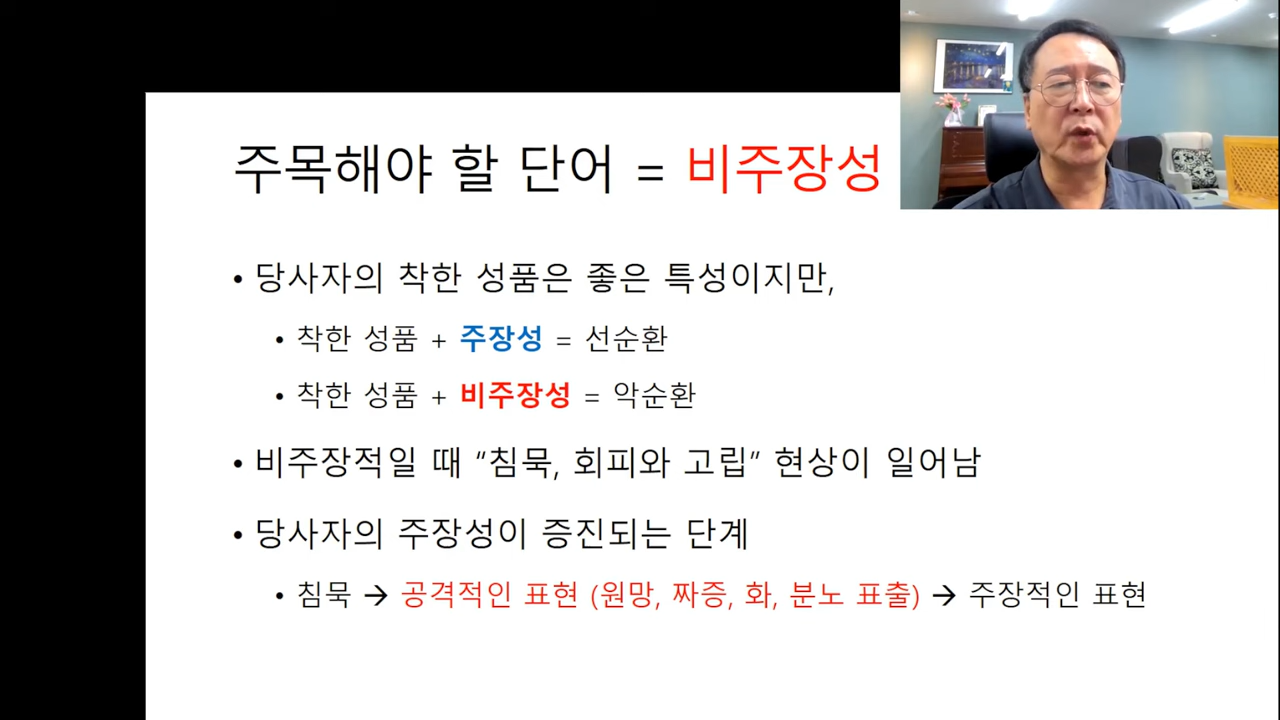 주목해야 할 단어 = 비주장성
• 당사자의 착한 성품은 좋은 특성이지만,
• 착한 성품 + 주장성 = 선순환
• 착한 성품 + 비주장성 = 악순환
• 비주장적일 때 “침묵, 회피와 고립” 현상이 일어남
• 당사자의 주장성이 증진되는 단계
• 침묵 → 공격적인 표현 (원망, 짜증, 화, 분노 표출) → 주장적인 표현